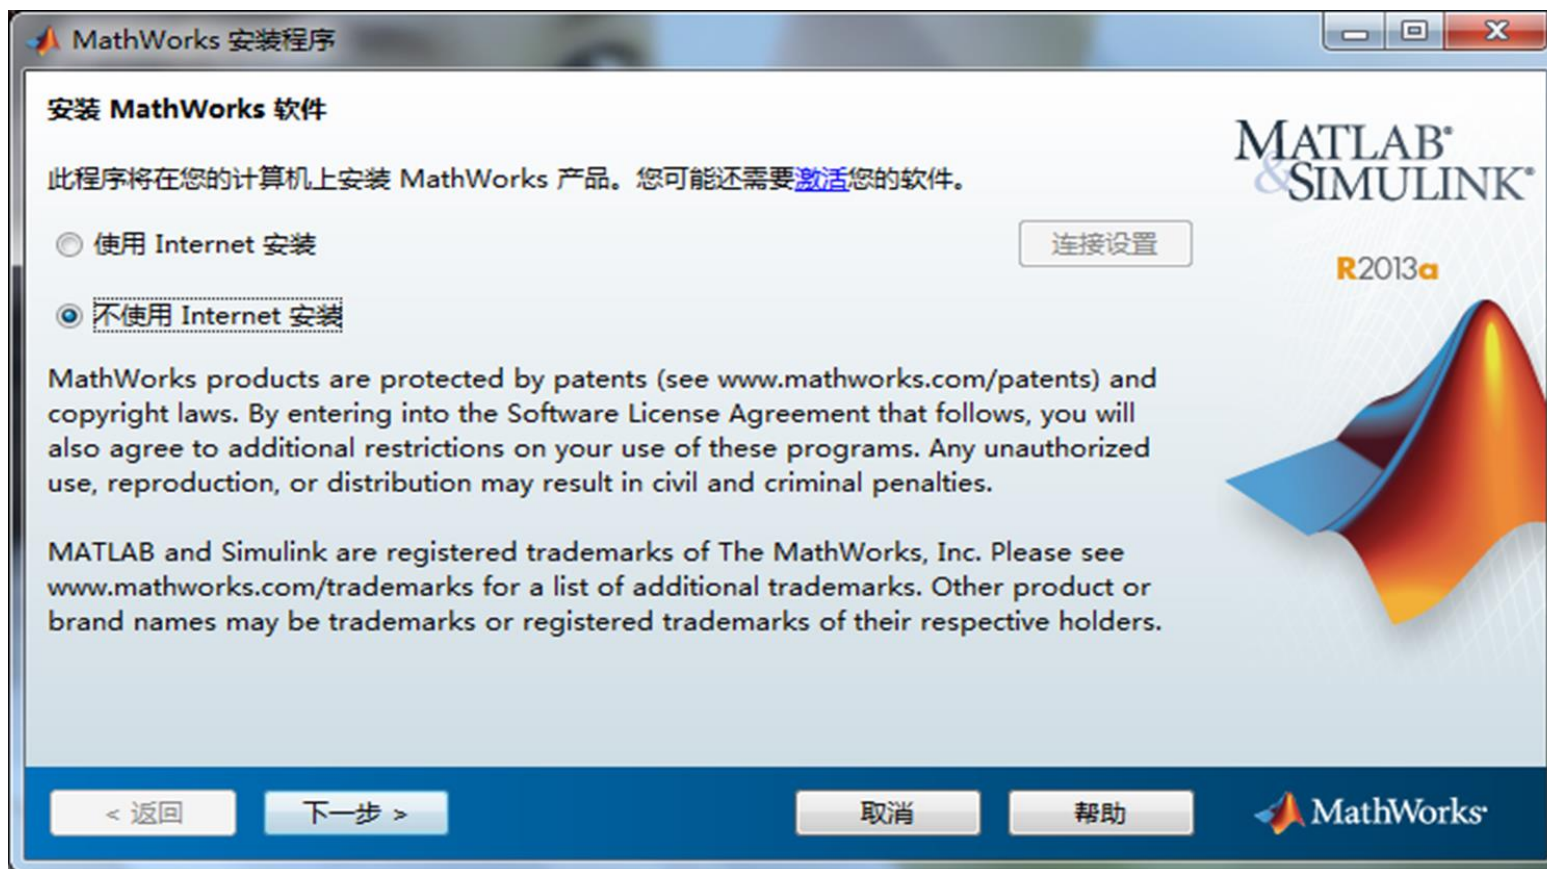 MathWorks 安装程序
安装 MathWorks 软件
此程序将在您的计算机上安装 MathWorks 产品。您可能还需要激活您的软件。
使用 Internet 安装
连接设置
不使用 Internet 安装
MathWorks products are protected by patents (see www.mathworks.com/patents) and
copyright laws. By entering into the Software License Agreement that follows, you will
also agree to additional restrictions on your use of these programs. Any unauthorized
use, reproduction, or distribution may result in civil and criminal penalties.
MATLAB and Simulink are registered trademarks of The MathWorks, Inc. Please see
www.mathworks.com/trademarks for a list of additional trademarks. Other product or
brand names may be trademarks or registered trademarks of their respective holders.
MATLAB®
&SIMULINK®
R2013a
< 返回
下一步 >
取消
帮助
MathWorks®